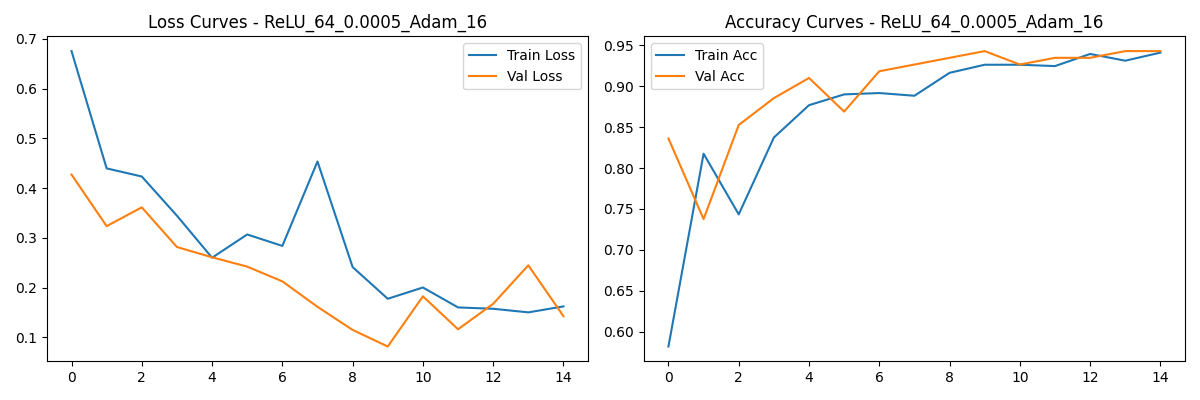 Loss Curves - ReLU_64_0.0005_Adam_16
Train Loss
Val Loss
0.7
0.6
0.5
0.4
0.3
0.2
0.1
0 2 4 6 8 10 12 14
Accuracy Curves - ReLU_64_0.0005_Adam_16
Train Acc
Val Acc
0.95
0.90
0.85
0.80
0.75
0.70
0.65
0.60
0 2 4 6 8 10 12 14